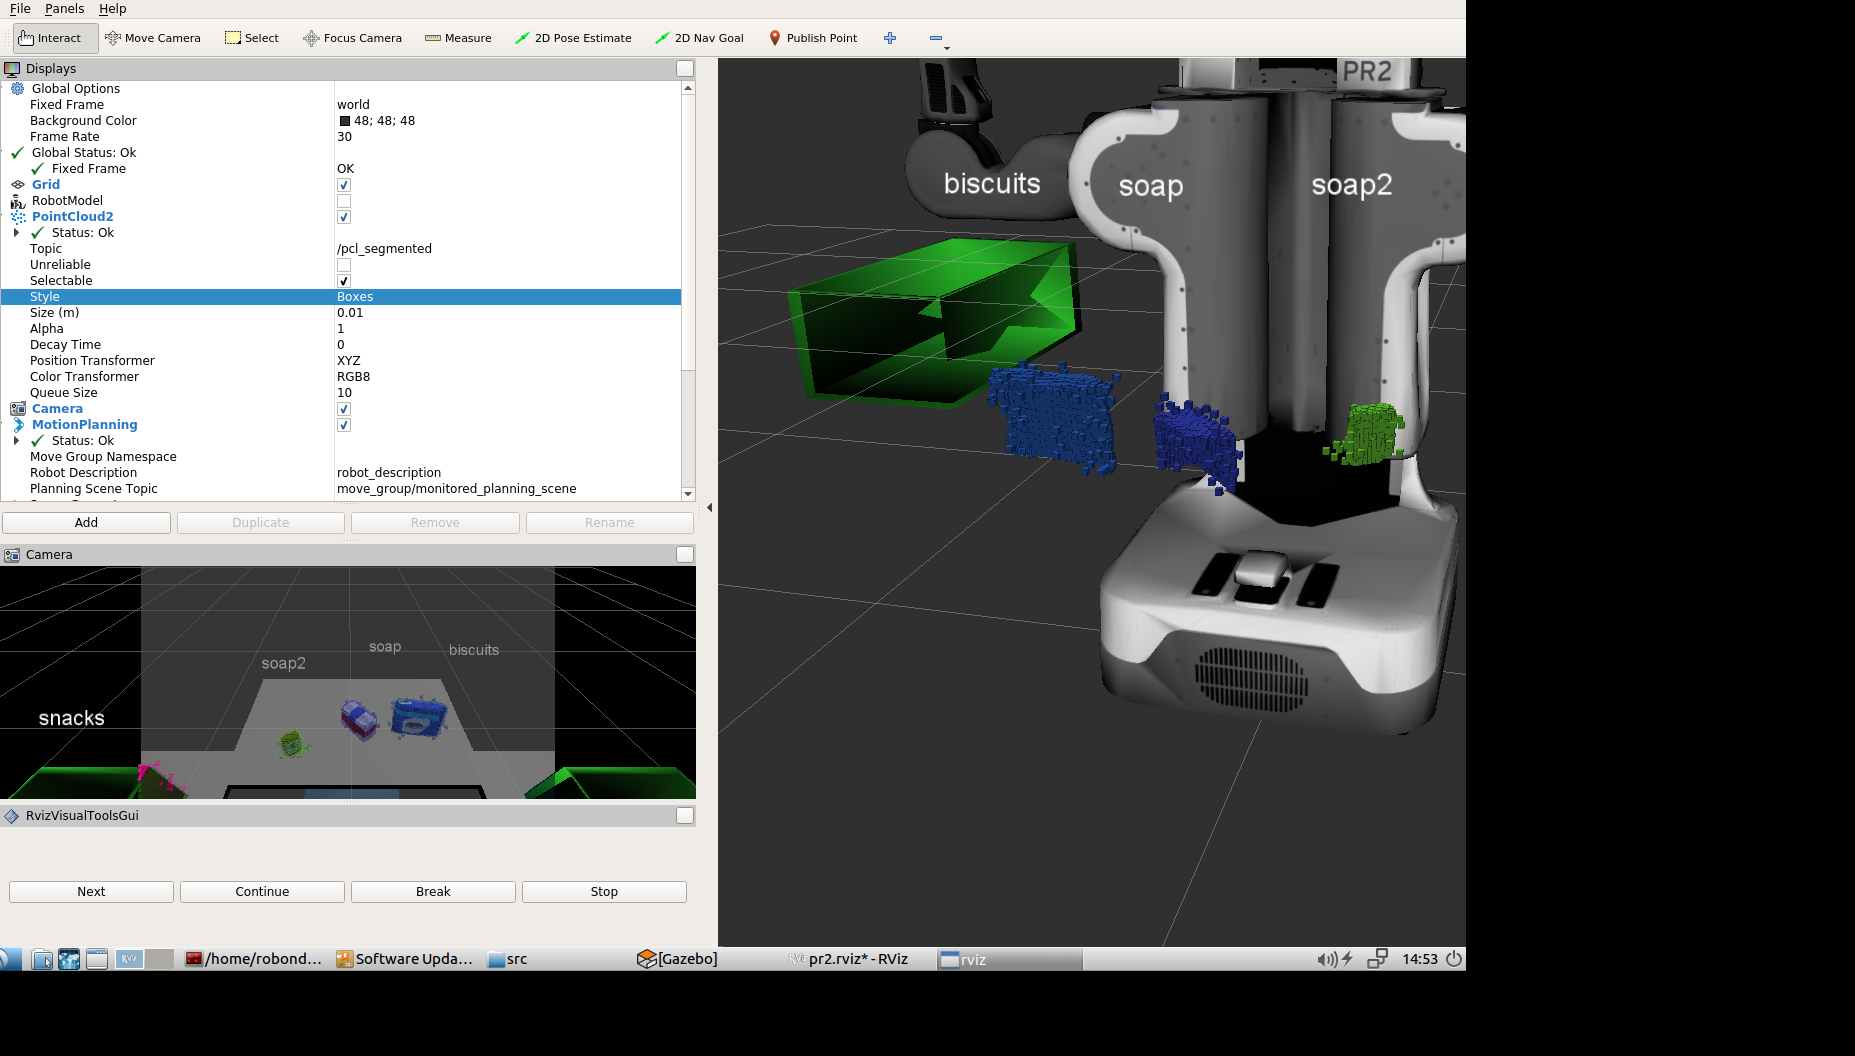 File Panels Help
Interact Move Camera Select Focus Camera Measure 2D Pose Estimate 2D Nav Goal Publish Point
Displays
Global Options
Fixed Frame world
Background Color 48; 48; 48
Frame Rate 30
Global Status: Ok
Fixed Frame OK
Grid
RobotModel
PointCloud2
Status: Ok
Topic /pcl_segmented
Unreliable
Selectable
Style Boxes
Size (m) 0.01
Alpha 1
Decay Time 0
Position Transformer XYZ
Color Transformer RGB8
Queue Size 10
Camera
MotionPlanning
Status: Ok
Move Group Namespace
Robot Description robot_description
Planning Scene Topic move_group/monitored_planning_scene
Add Duplicate Remove Rename
Camera
soap2 soap biscuits
snacks
RvizVisualToolsGui
Next Continue Break Stop
PR2
biscuits soap soap2
RViz /home/robond... Software Upda... src [Gazebo] pr2.rviz* - RViz rviz 14:53